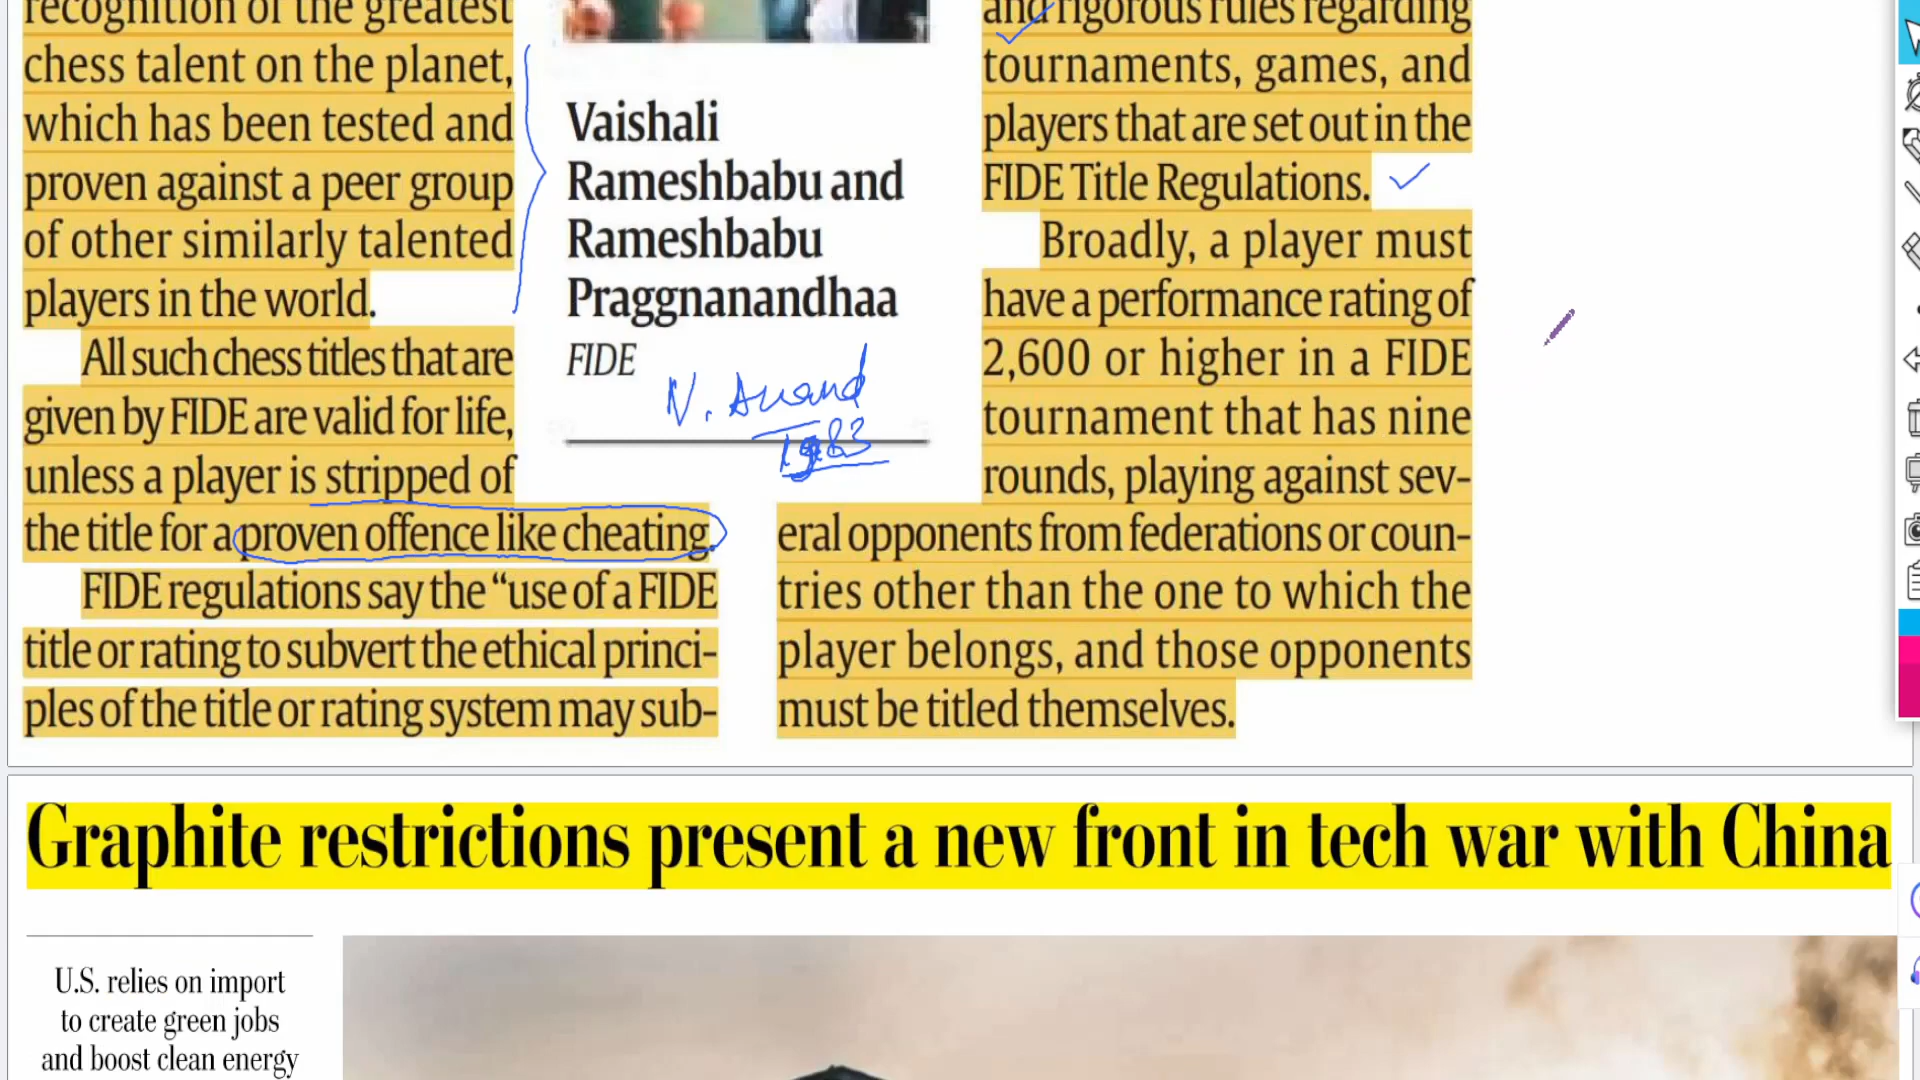 recognition of the greatest
chess talent on the planet,
which has been tested and
proven against a peer group
of other similarly talented
players in the world.
All such chess titles that are
given by FIDE are valid for life,
unless a player is stripped of
the title for a proven offence like cheating.
FIDE regulations say the “use of a FIDE
title or rating to subvert the ethical princi-
ples of the title or rating system may sub-
Vaishali
Rameshbabu and
Rameshbabu
Praggnanandhaa
FIDE
V. Anand
1983
and rigorous rules regarding
tournaments, games, and
players that are set out in the
FIDE Title Regulations.
Broadly, a player must
have a performance rating of
2,600 or higher in a FIDE
tournament that has nine
rounds, playing against sev-
eral opponents from federations or coun-
tries other than the one to which the
player belongs, and those opponents
must be titled themselves.
Graphite restrictions present a new front in tech war with China
U.S. relies on import
to create green jobs
and boost clean energy